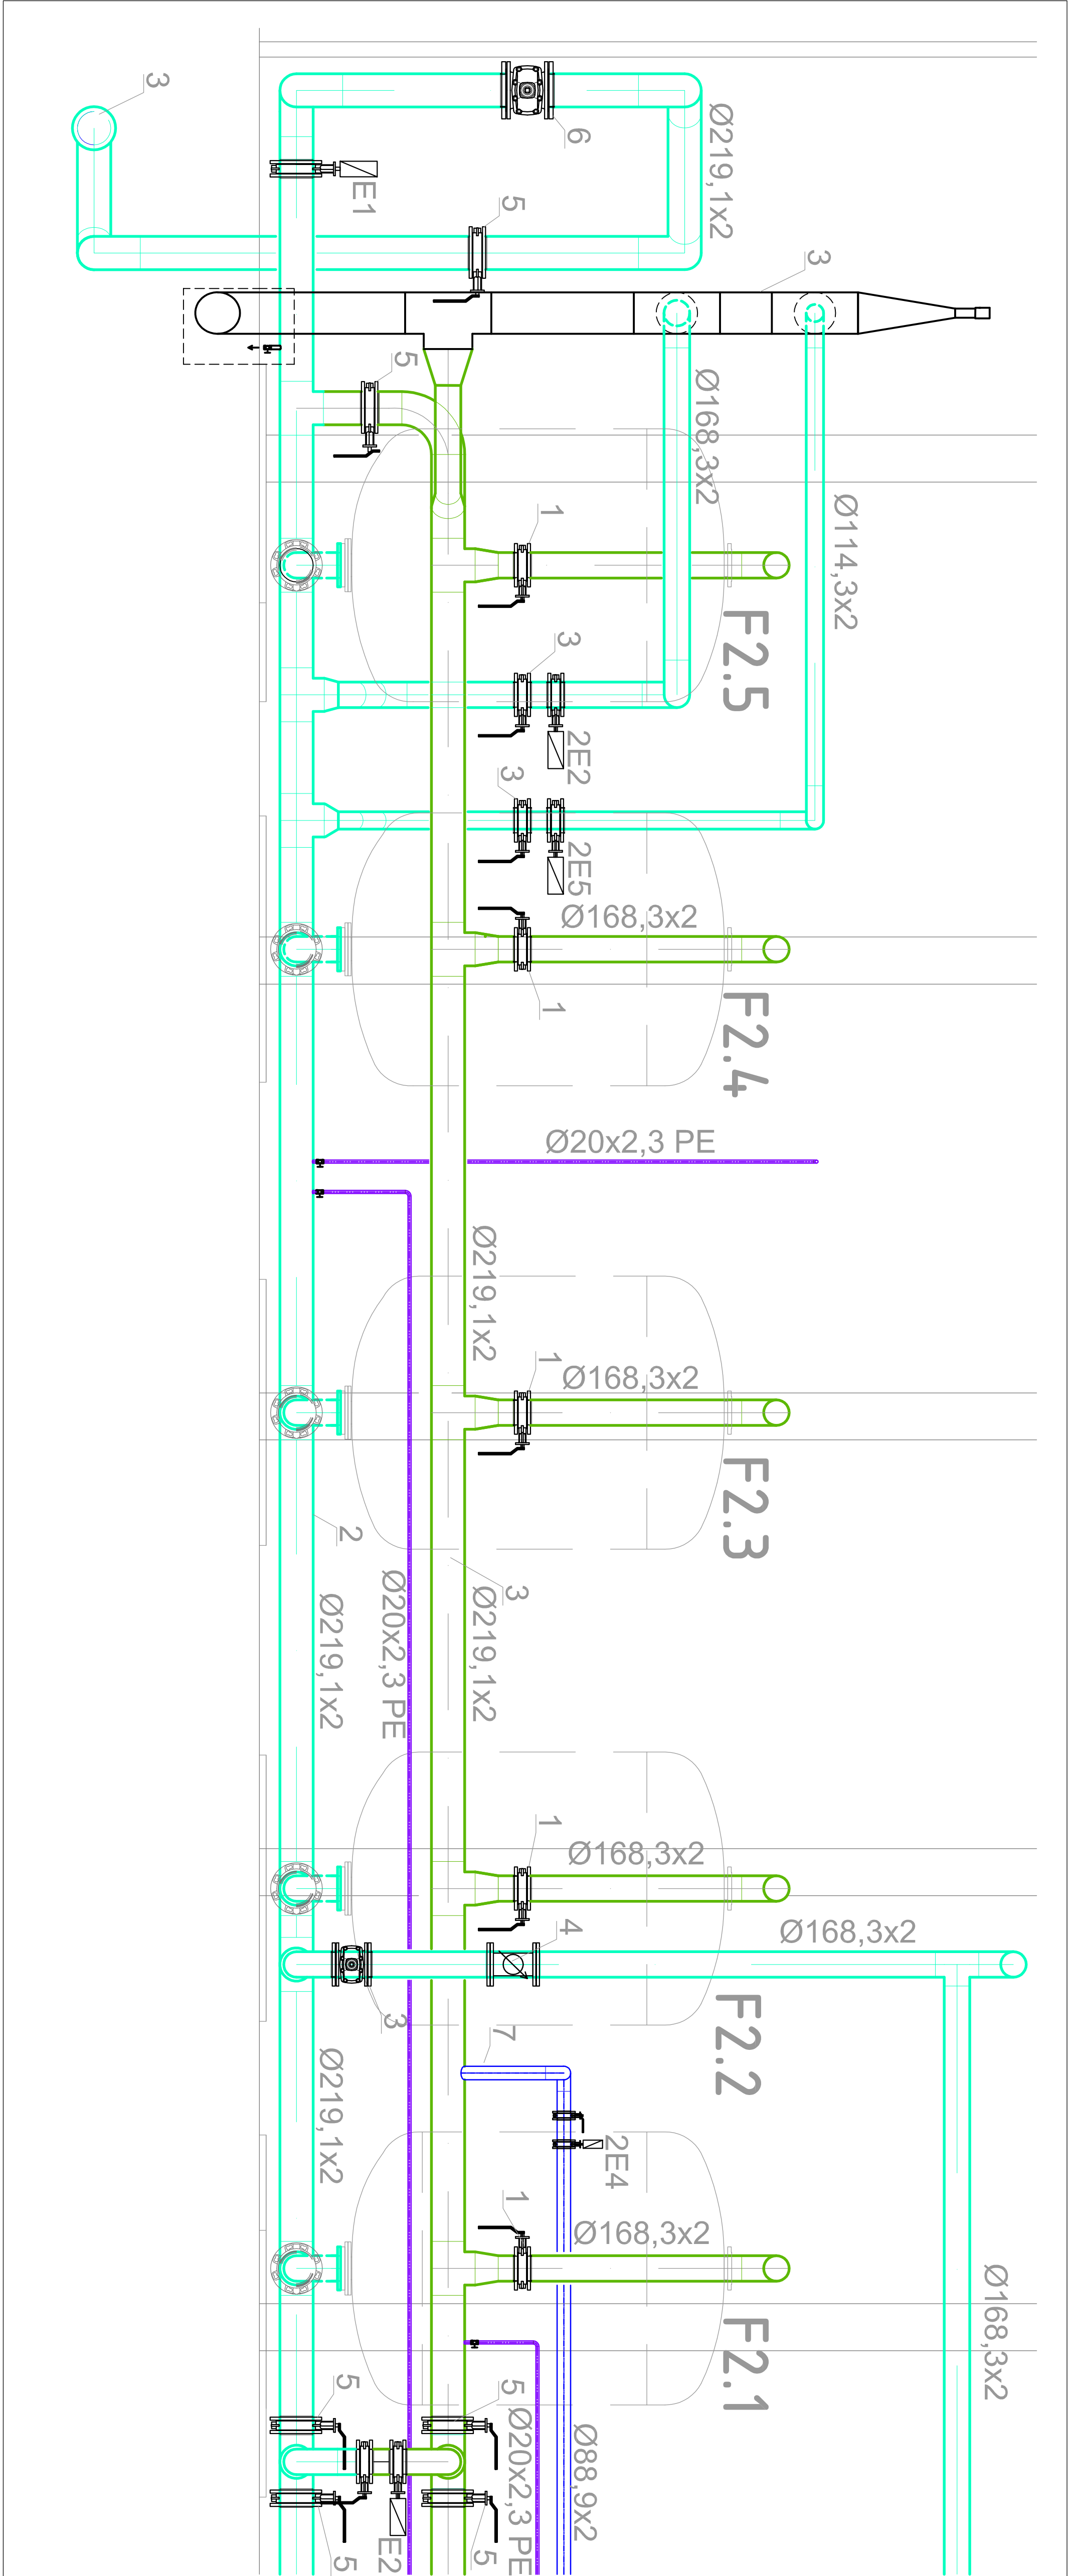 3
6
Ø219,1x2
E1
5
3
5
Ø168,3x2
Ø114,3x2
1
F2.5
3
2E2
3
2E5
Ø168,3x2
1
F2.4
Ø20x2,3 PE
Ø219,1x2
1
Ø168,3x2
F2.3
2
3
Ø219,1x2
Ø20x2,3 PE
Ø219,1x2
1
Ø168,3x2
4
Ø168,3x2
3
F2.2
7
Ø219,1x2
2E4
1
Ø168,3x2
Ø168,3x2
F2.1
5
5
Ø20x2,3 PE
Ø88,9x2
5
E2
5